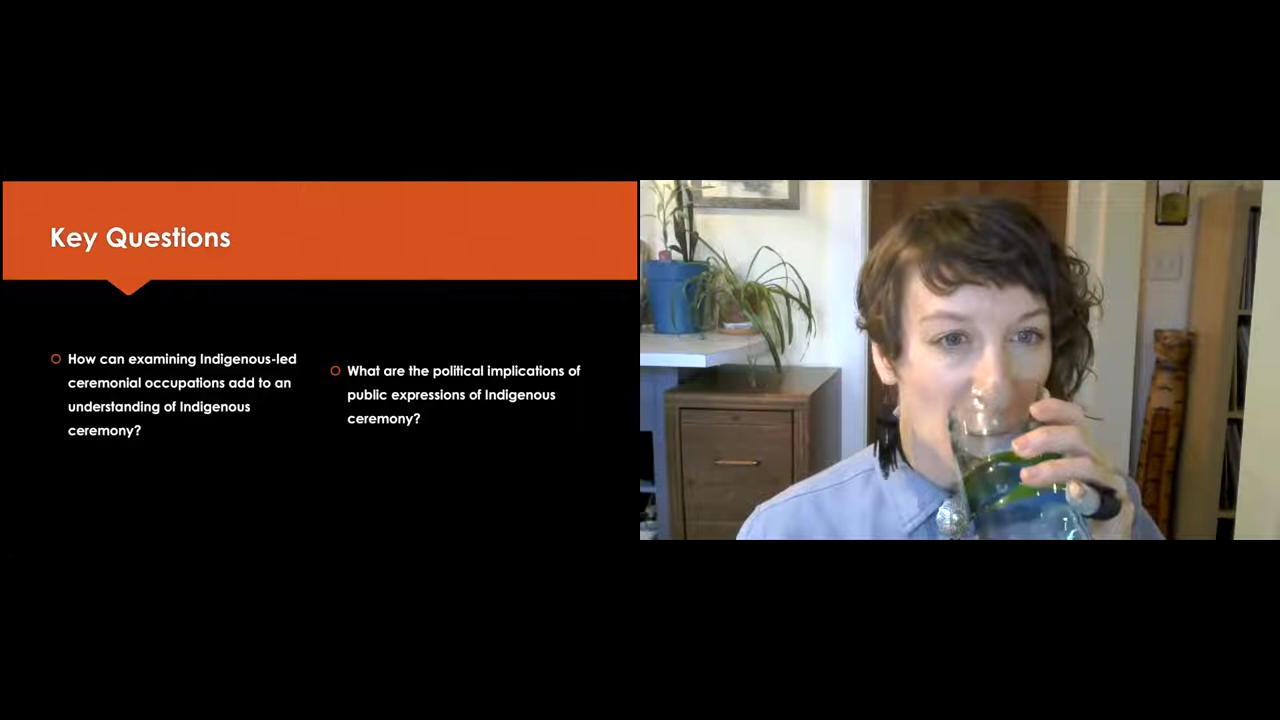 Key Questions
How can examining Indigenous-led
ceremonial occupations add to an
understanding of Indigenous
ceremony?
What are the political implications of
public expressions of Indigenous
ceremony?